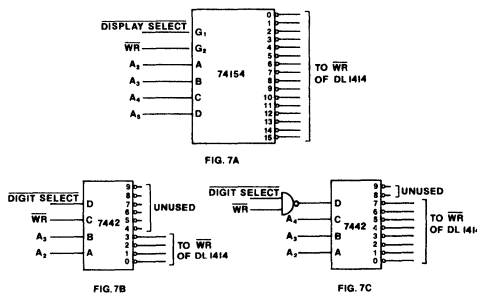 DISPLAY SELECT
WR
A₂
A₃
A₄
A₅
G₁
G₂
A
B
C
D
74154
0
1
2
3
4
5
6
7
8
9
10
11
12
13
14
15
TO WR
OF DL1414
FIG. 7A
DIGIT SELECT
WR
A₃
A₂
D
C
B
A
7442
9
8
7
6
5
4
3
2
1
0
UNUSED
TO WR
OF DL1414
FIG. 7B
DIGIT SELECT
WR
A₄
A₃
A₂
D
C
B
A
7442
9
8
7
6
5
4
3
2
1
0
UNUSED
TO WR
OF DL1414
FIG. 7C